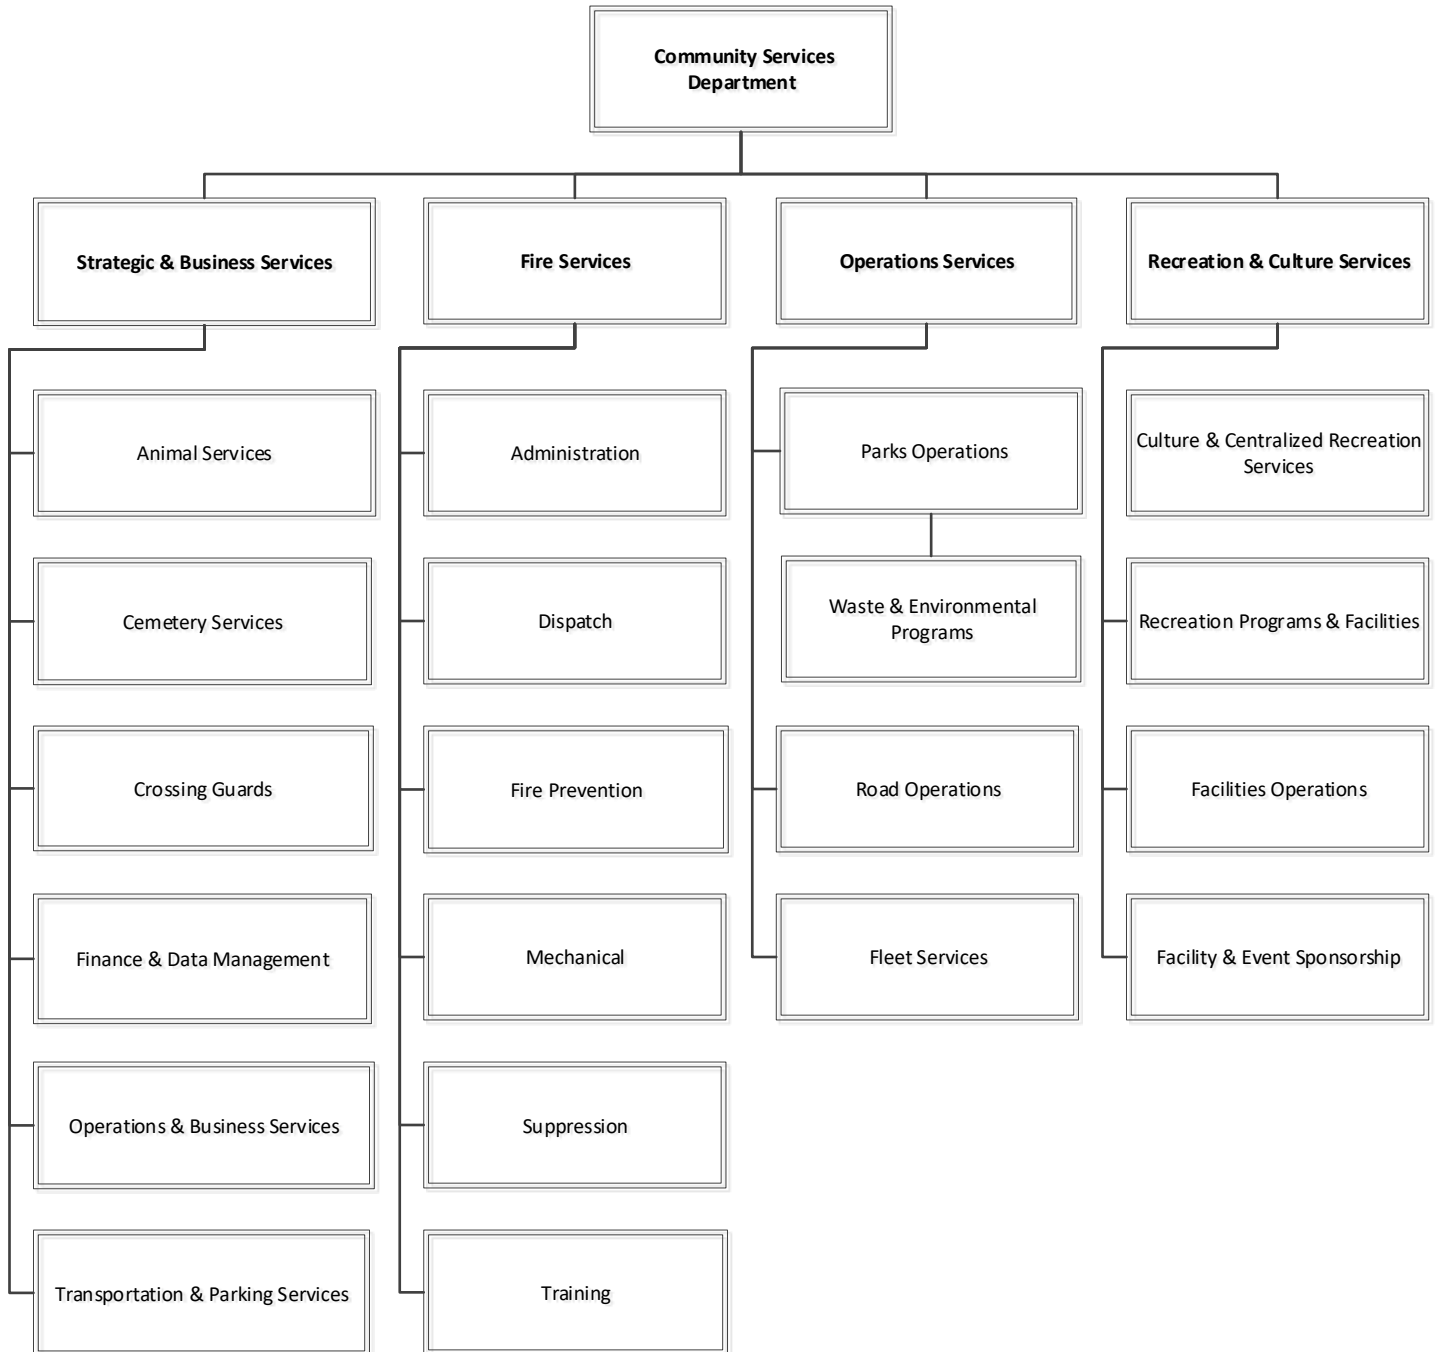 Community Services
Department
Strategic & Business Services
Fire Services
Operations Services
Recreation & Culture Services
Animal Services
Administration
Parks Operations
Culture & Centralized Recreation
Services
Cemetery Services
Dispatch
Waste & Environmental
Programs
Recreation Programs & Facilities
Crossing Guards
Fire Prevention
Road Operations
Facilities Operations
Finance & Data Management
Mechanical
Fleet Services
Facility & Event Sponsorship
Operations & Business Services
Suppression
Transportation & Parking Services
Training